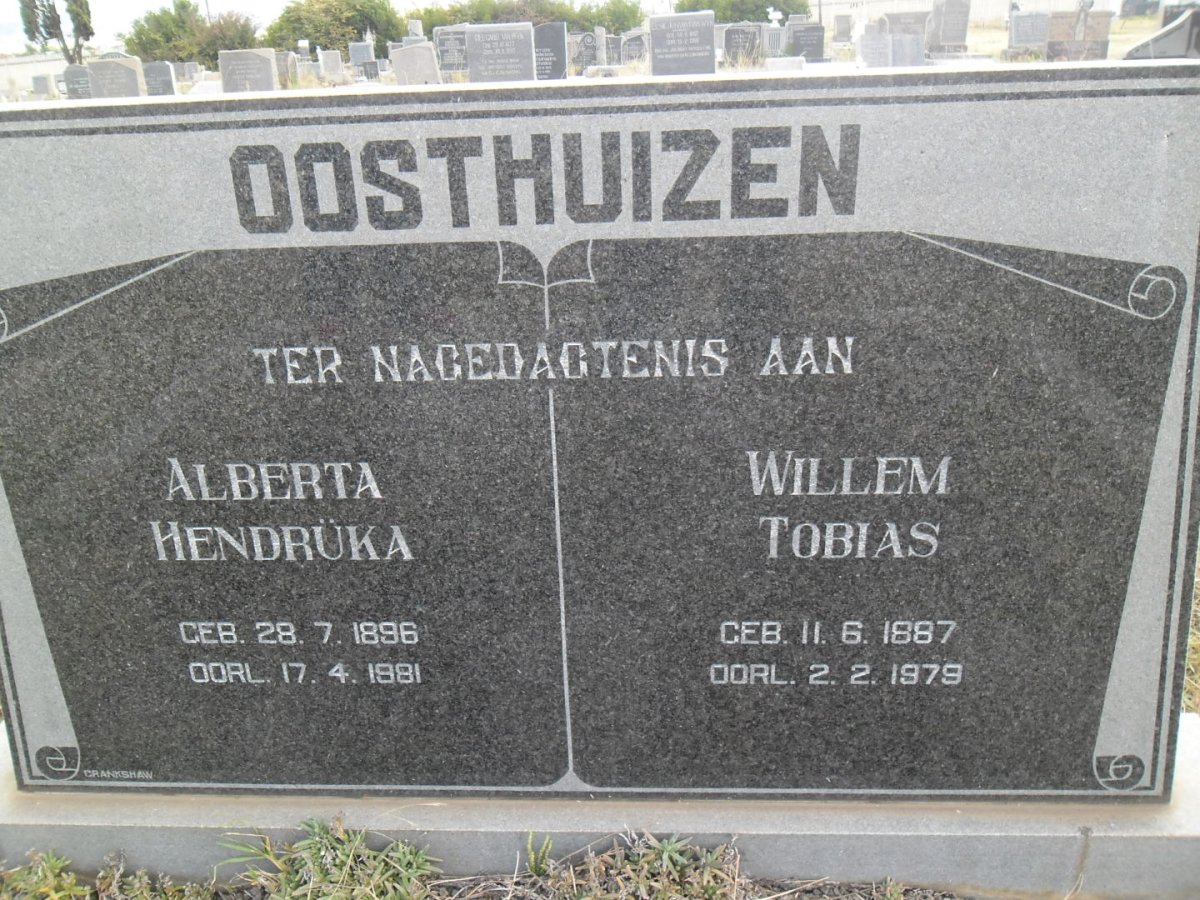 OOSTHUIZEN
TER NAGEDAGTENIS AAN
ALBERTA
HENDRÜKA
GEB. 28. 7. 1896
OORL. 17. 4. 1981
WILLEM
TOBIAS
GEB. 11. 6. 1887
OORL. 2. 2. 1979
CRANKSHAW